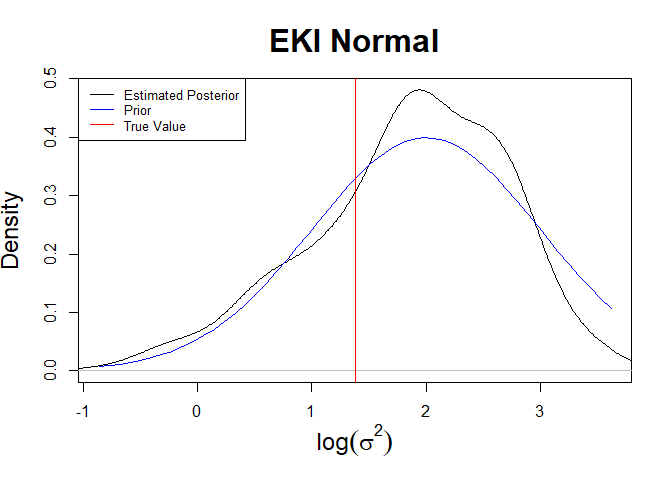 EKI Normal
Estimated Posterior
Prior
True Value
Density
0.5
0.4
0.3
0.2
0.1
0.0
-1 0 1 2 3
log(σ²)